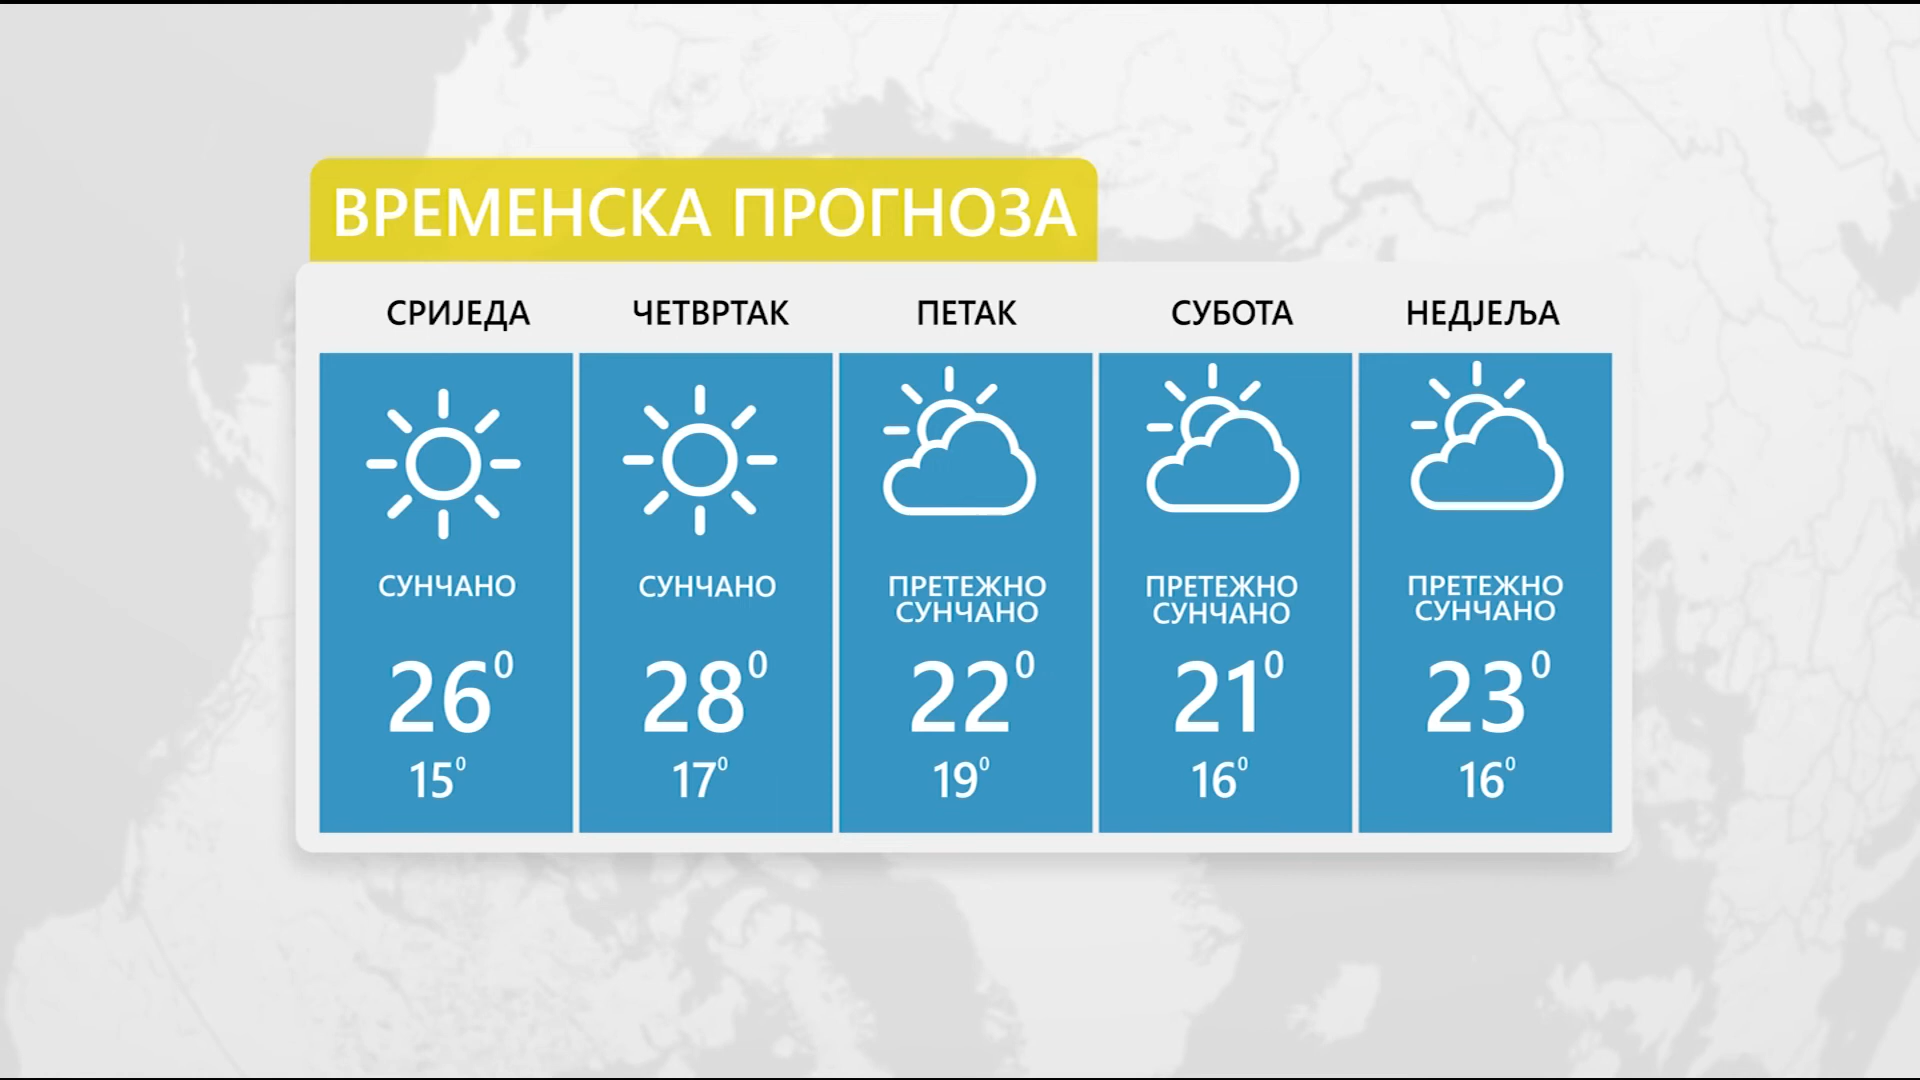 ВРЕМЕНСКА ПРОГНОЗА
СРИЈЕДА ЧЕТВРТАК ПЕТАК СУБОТА НЕДЈЕЉА
СУНЧАНО СУНЧАНО ПРЕТЕЖНО ПРЕТЕЖНО ПРЕТЕЖНО
СУНЧАНО СУНЧАНО СУНЧАНО
26⁰ 28⁰ 22⁰ 21⁰ 23⁰
15⁰ 17⁰ 19⁰ 16⁰ 16⁰